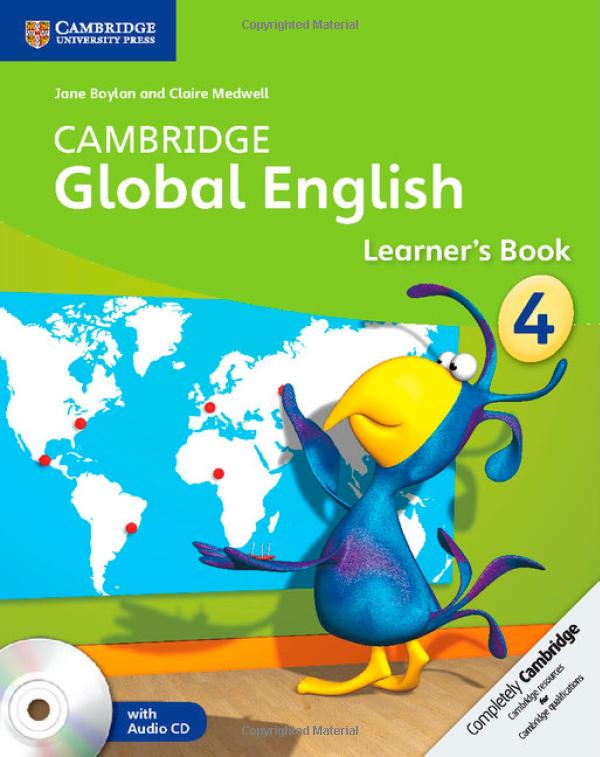 CAMBRIDGE
UNIVERSITY PRESS
Copyrighted Material
Jane Boylan and Claire Medwell
CAMBRIDGE
Global English
Learner's Book
4
with
Audio CD
Completely Cambridge
Cambridge resources
for
Cambridge qualifications
Copyrighted Material